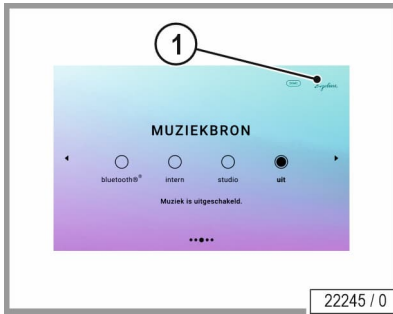 1
MUZIEKBRON
bluetooth®°
intern
studio
uit
Muziek is uitgeschakeld.
22245 / 0